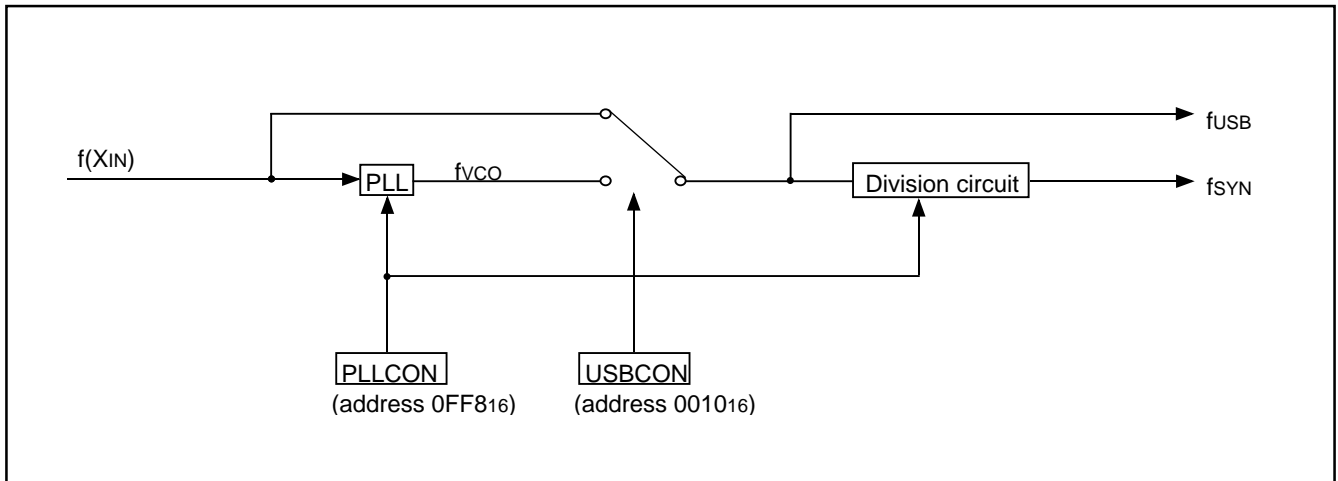 fUSB
f(XIN)
PLL
fVCO
Division circuit
fSYN
PLLCON
(address 0FF816)
USBCON
(address 001016)